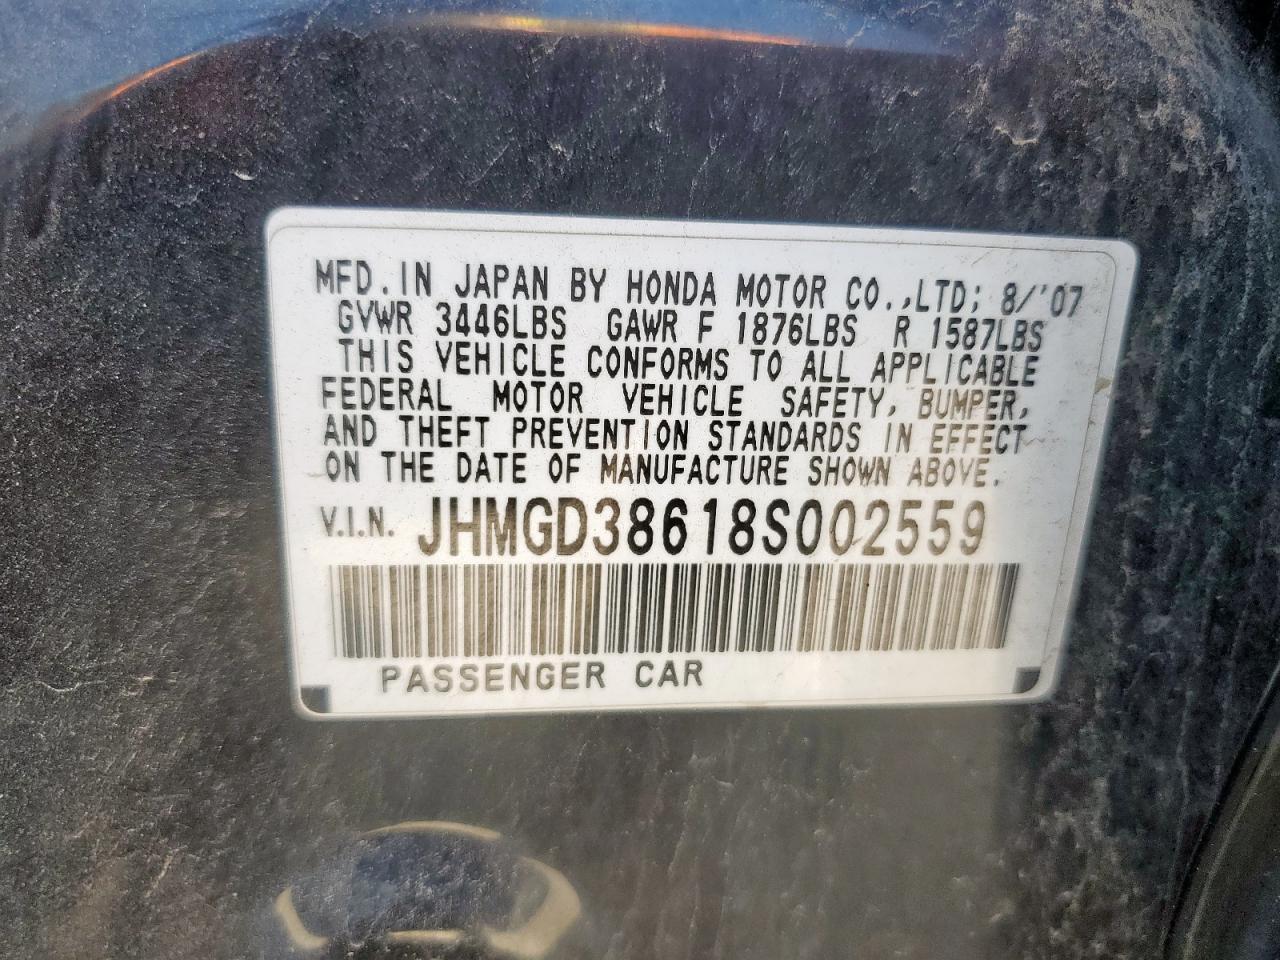 MFD. IN JAPAN BY HONDA MOTOR CO.,LTD; 8/'07
GVWR 3446LBS GAWR F 1876LBS R 1587LBS
THIS VEHICLE CONFORMS TO ALL APPLICABLE
FEDERAL MOTOR VEHICLE SAFETY, BUMPER,
AND THEFT PREVENTION STANDARDS IN EFFECT
ON THE DATE OF MANUFACTURE SHOWN ABOVE.
V.I.N. JHMGD38618S002559
PASSENGER CAR